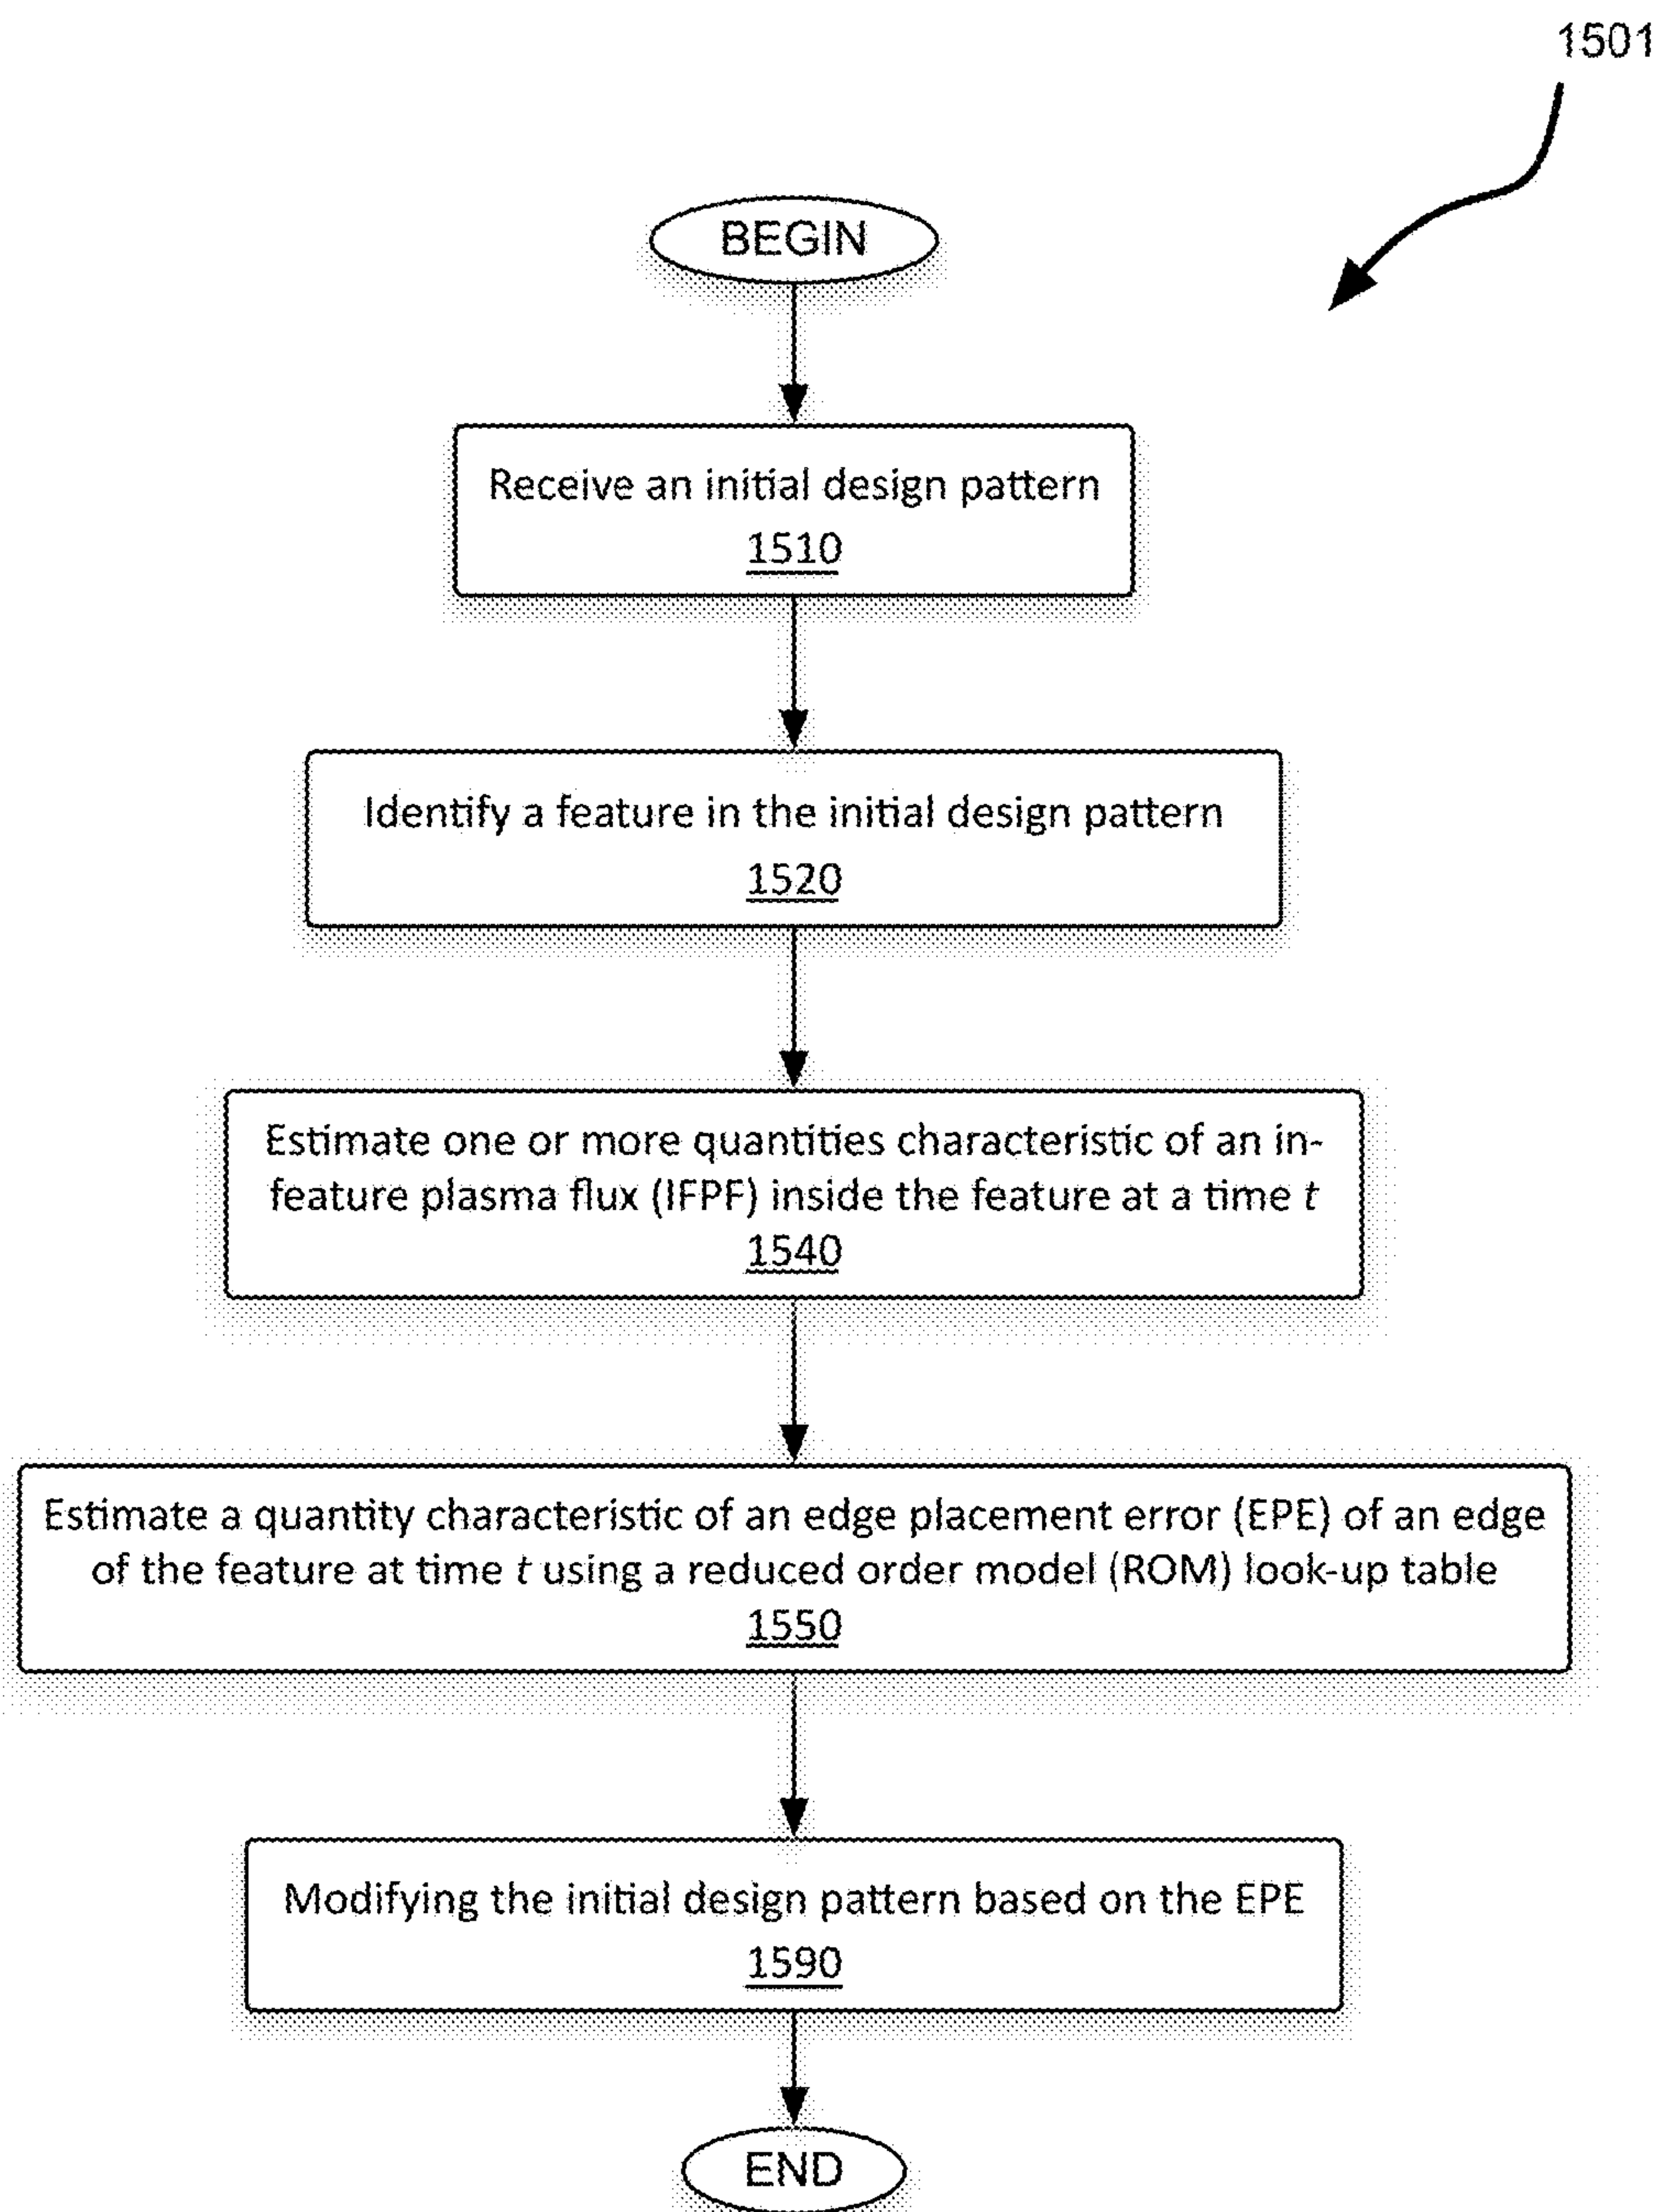 1501
BEGIN
Receive an initial design pattern
1510
Identify a feature in the initial design pattern
1520
Estimate one or more quantities characteristic of an in-
feature plasma flux (IFPF) inside the feature at a time t
1540
Estimate a quantity characteristic of an edge placement error (EPE) of an edge
of the feature at time t using a reduced order model (ROM) look-up table
1550
Modifying the initial design pattern based on the EPE
1590
END